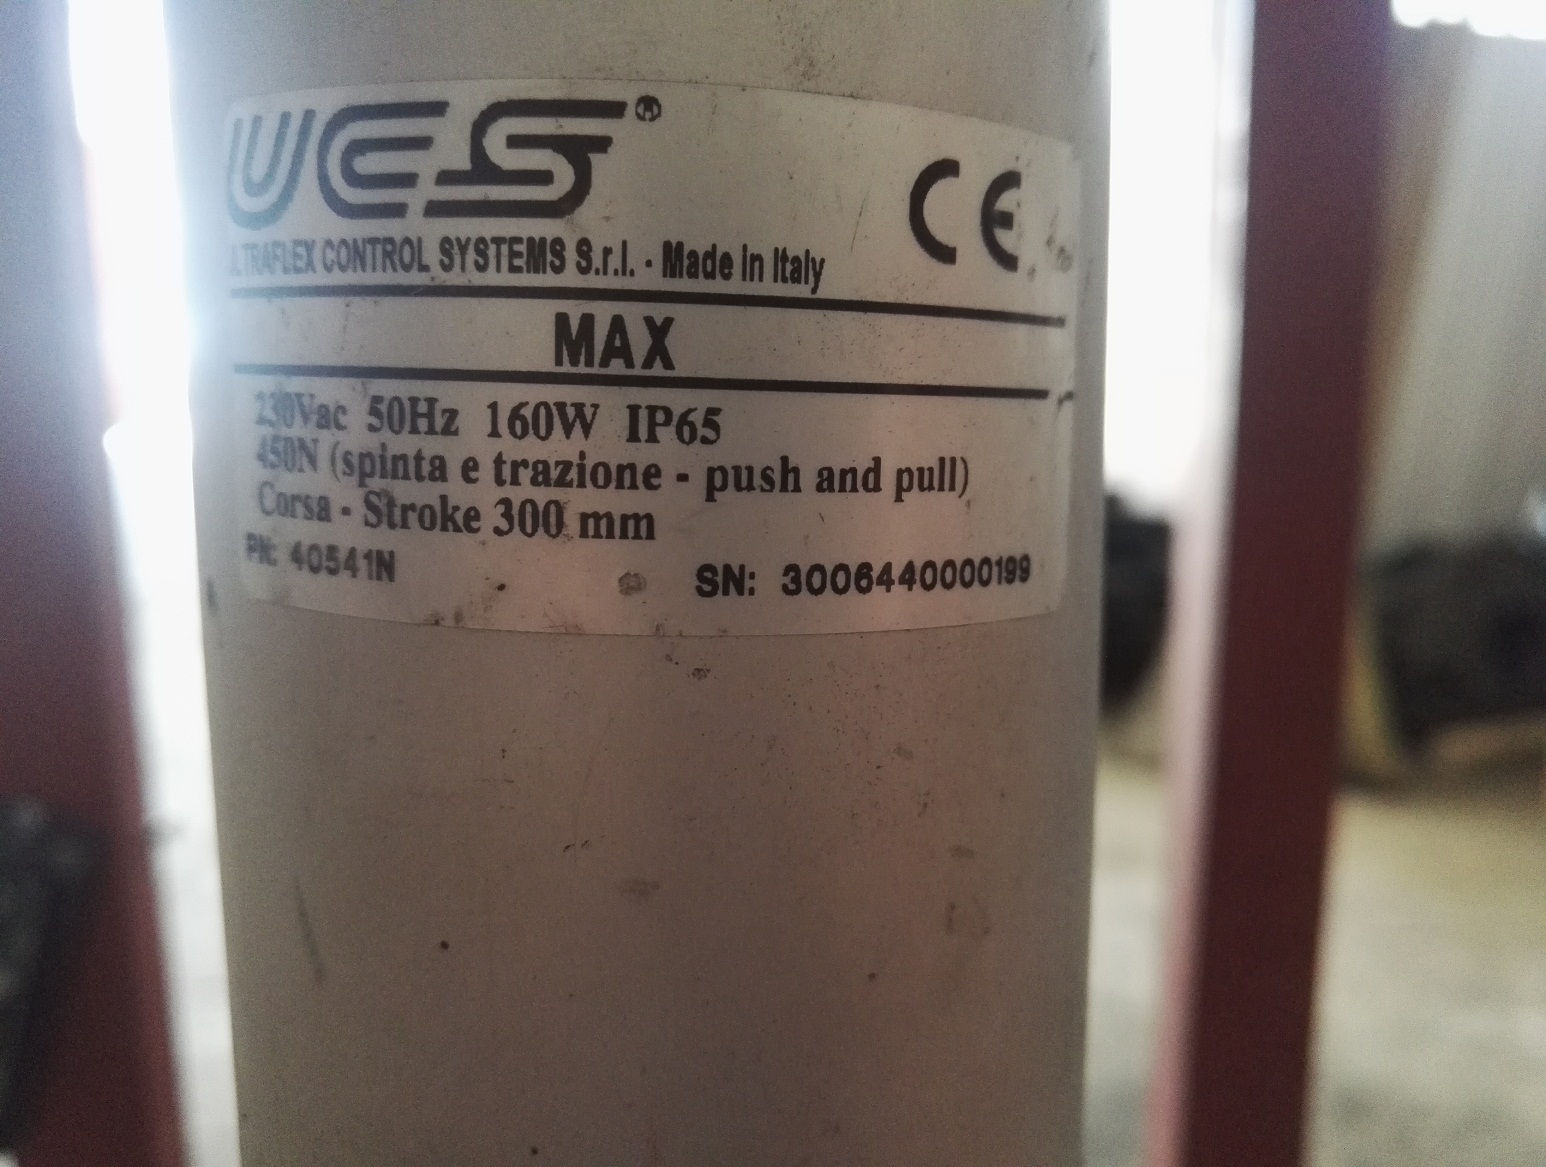 UCS
ULTRAFLEX CONTROL SYSTEMS S.r.l. - Made in Italy
CE
MAX
230Vac 50Hz 160W IP65
450N (spinta e trazione - push and pull)
Corsa - Stroke 300 mm
PN: 40541N
SN: 3006440000199